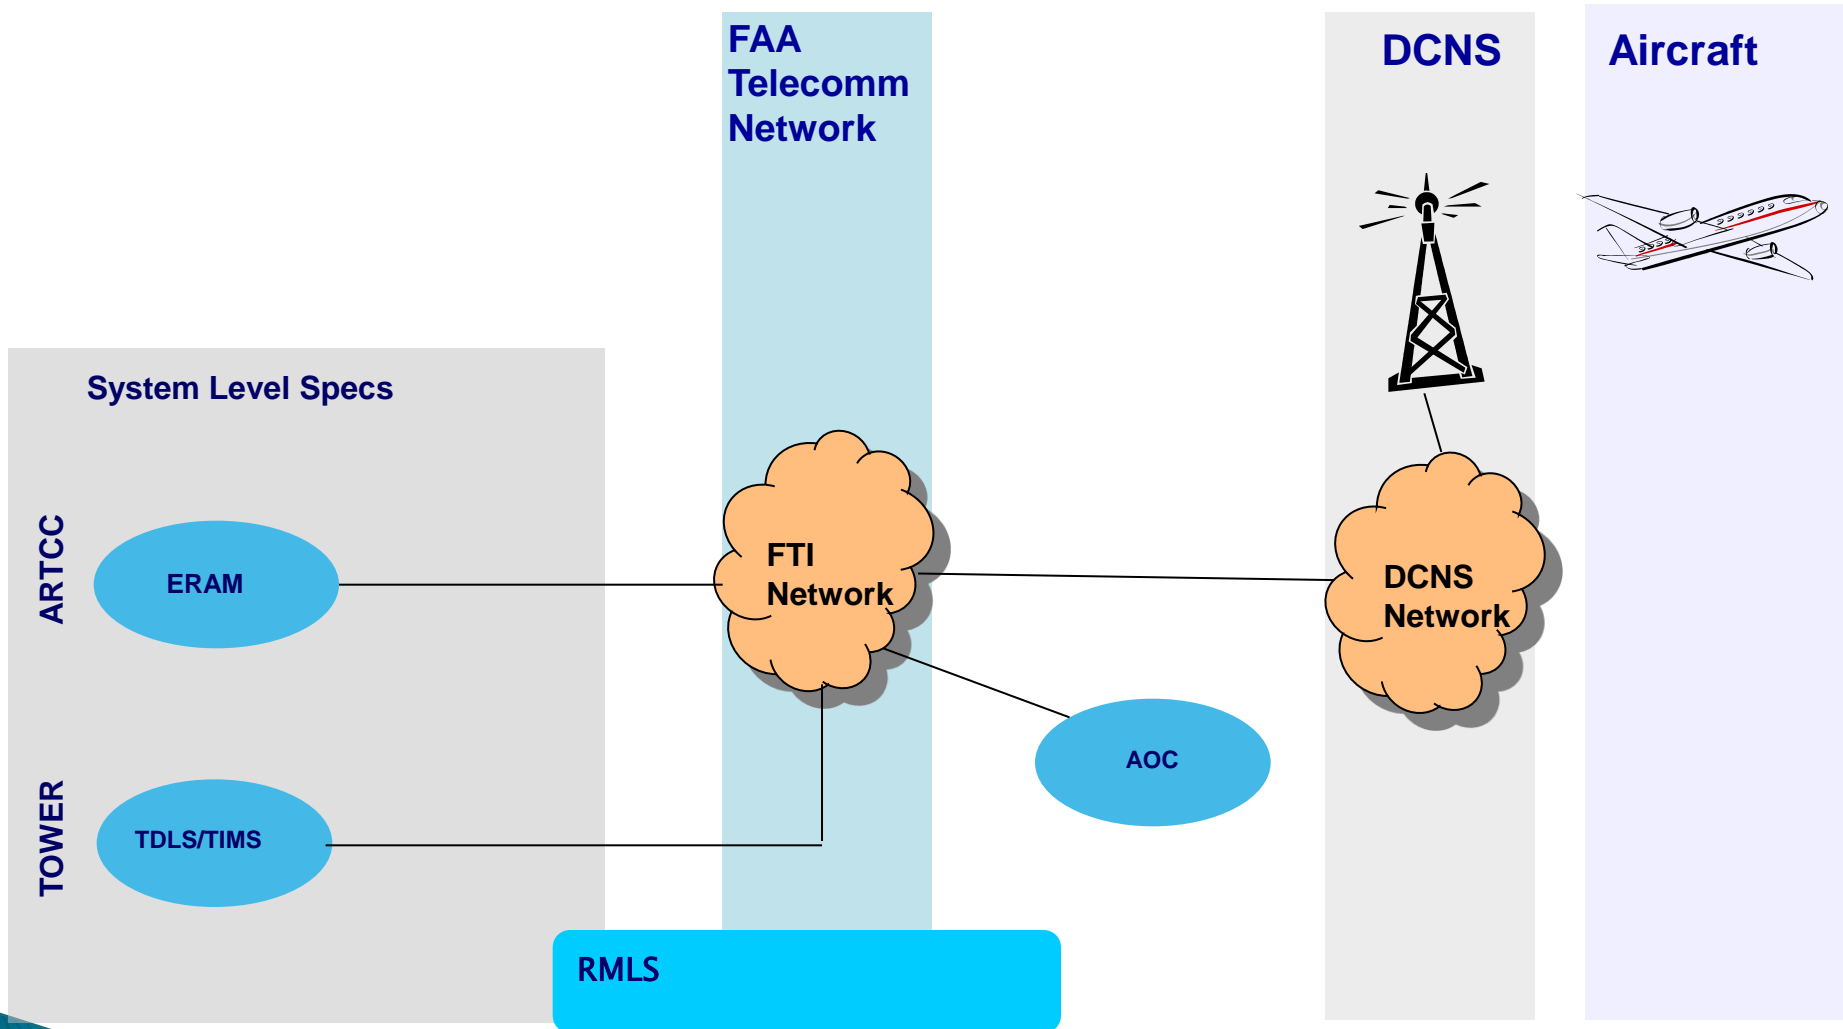 FAA
Telecomm
Network
DCNS
Aircraft
System Level Specs
ARTCC
ERAM
FTI
Network
DCNS
Network
AOC
TOWER
TDLS/TIMS
RMLS